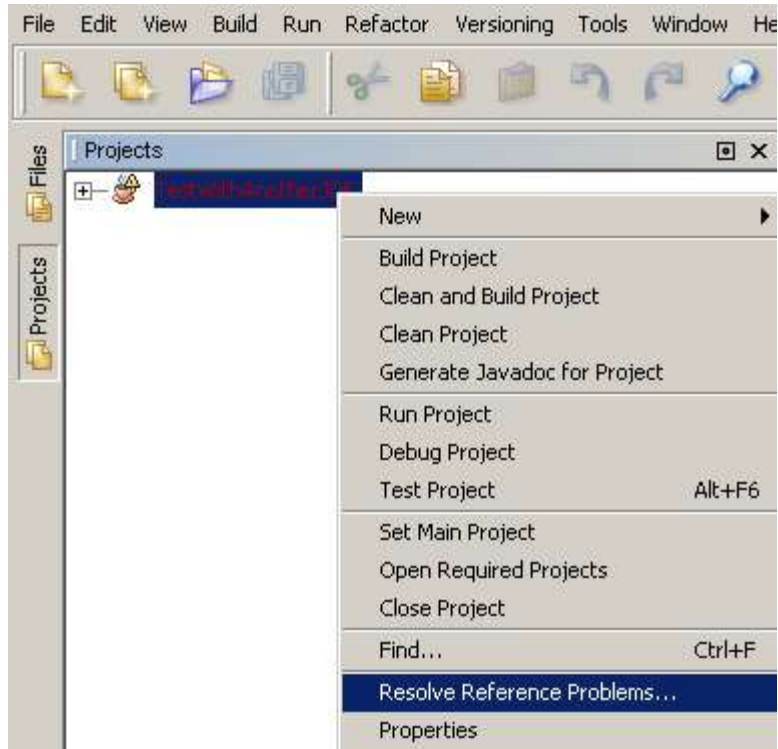 File Edit View Build Run Refactor Versioning Tools Window He
Files
Projects
Projects
TestwithAnotherJDK
New
Build Project
Clean and Build Project
Clean Project
Generate Javadoc for Project
Run Project
Debug Project
Test Project Alt+F6
Set Main Project
Open Required Projects
Close Project
Find... Ctrl+F
Resolve Reference Problems...
Properties